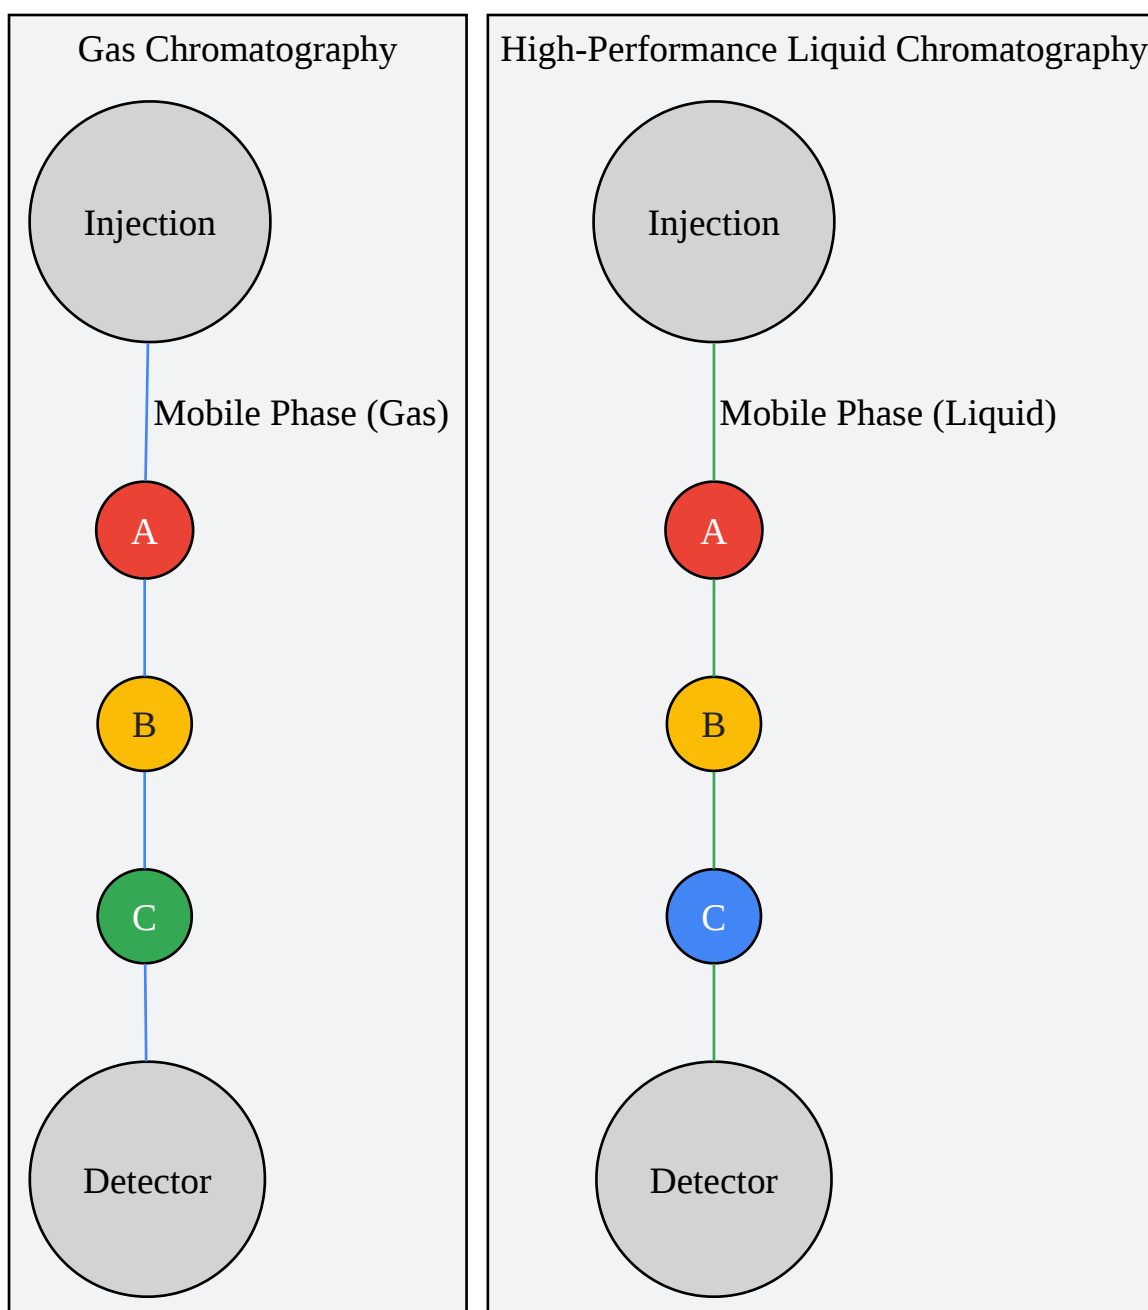 Gas Chromatography
Injection
Mobile Phase (Gas)
A
B
C
Detector
High-Performance Liquid Chromatography
Injection
Mobile Phase (Liquid)
A
B
C
Detector